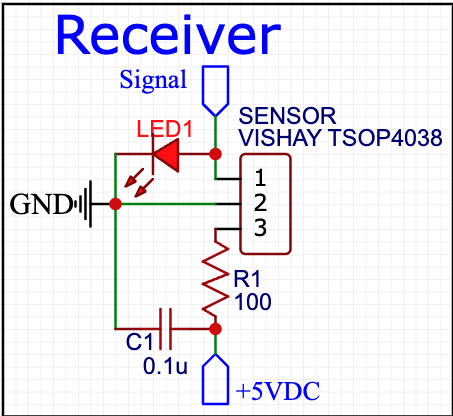 Receiver
Signal
LED1
SENSOR
VISHAY TSOP4038
1
GND
2
3
R1
100
C1
0.1u
+5VDC